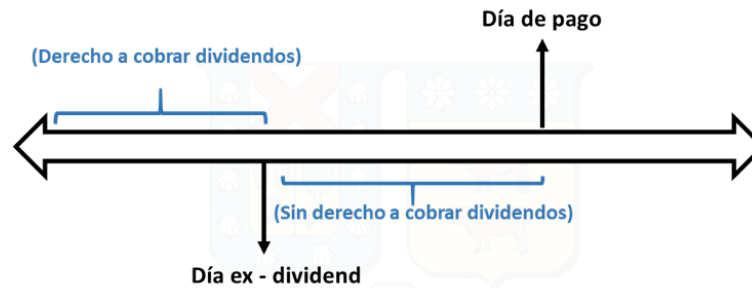 Día de pago
(Derecho a cobrar dividendos)
(Sin derecho a cobrar dividendos)
Día ex - dividend